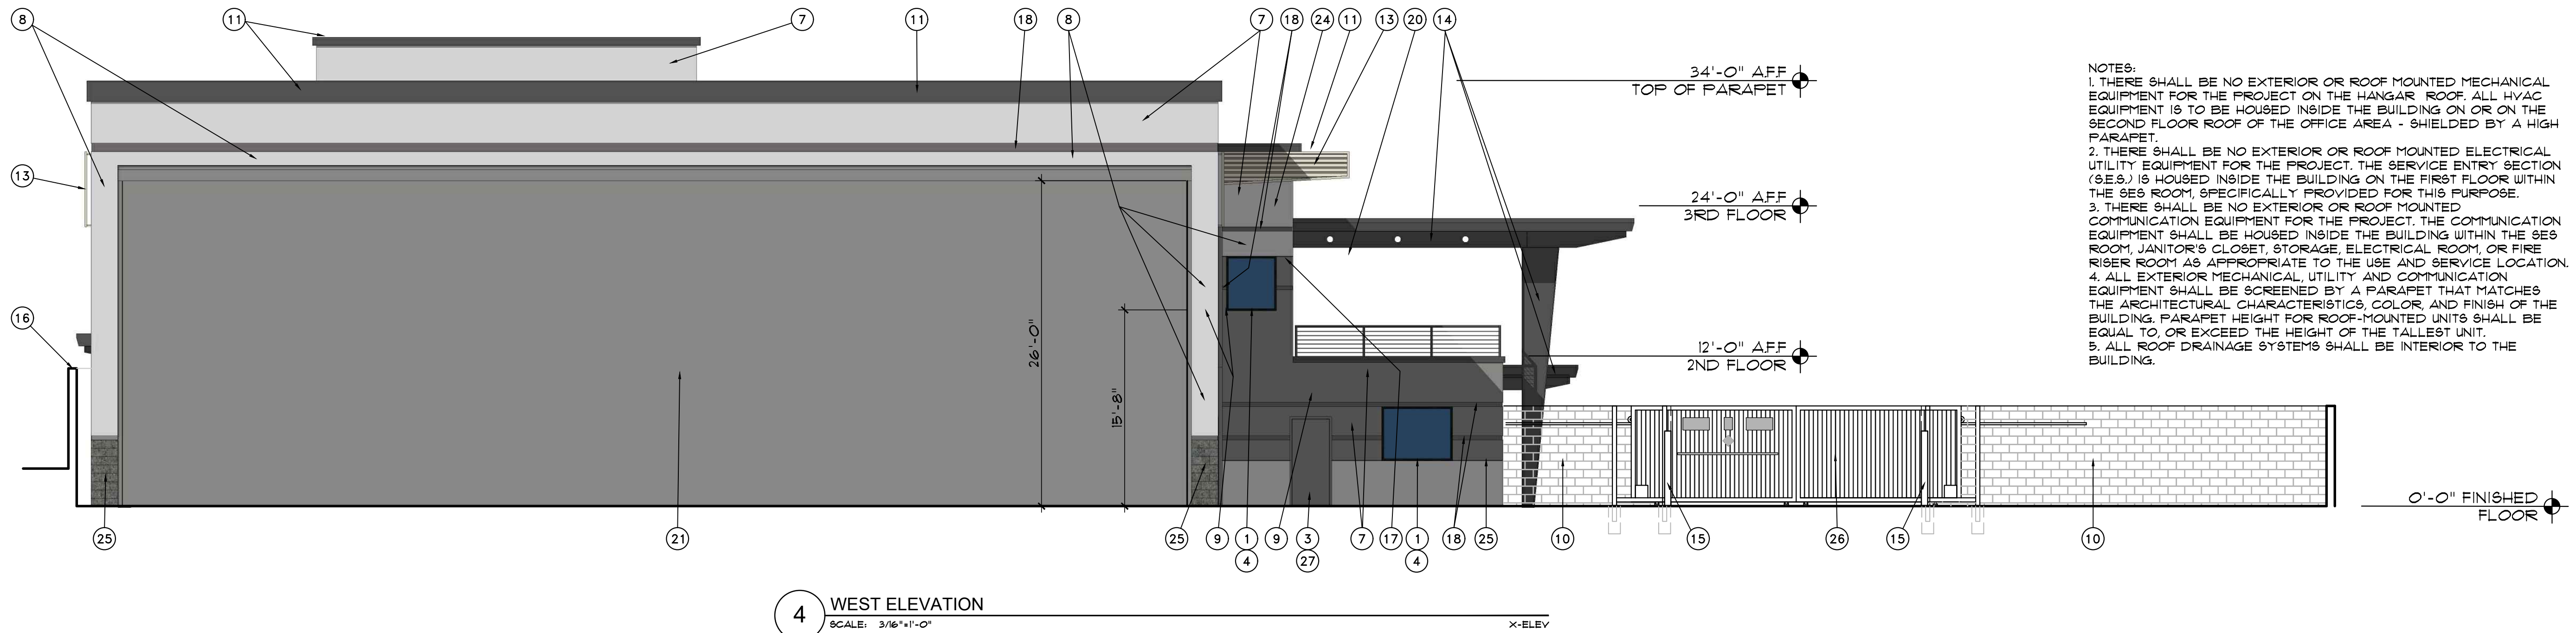 8
11
7
11
18
8
7
18
24
11
13
20
14
34'-0" A.F.F
TOP OF PARAPET
24'-0" A.F.F
3RD FLOOR
12'-0" A.F.F
2ND FLOOR
0'-0" FINISHED
FLOOR
NOTES:
1. THERE SHALL BE NO EXTERIOR OR ROOF MOUNTED MECHANICAL
EQUIPMENT FOR THE PROJECT ON THE HANGAR ROOF. ALL HVAC
EQUIPMENT IS TO BE HOUSED INSIDE THE BUILDING ON OR ON THE
SECOND FLOOR ROOF OF THE OFFICE AREA - SHIELDED BY A HIGH
PARAPET.
2. THERE SHALL BE NO EXTERIOR OR ROOF MOUNTED ELECTRICAL
UTILITY EQUIPMENT FOR THE PROJECT. THE SERVICE ENTRY SECTION
(S.E.S.) IS HOUSED INSIDE THE BUILDING ON THE FIRST FLOOR WITHIN
THE SES ROOM, SPECIFICALLY PROVIDED FOR THIS PURPOSE.
3. THERE SHALL BE NO EXTERIOR OR ROOF MOUNTED
COMMUNICATION EQUIPMENT FOR THE PROJECT. THE COMMUNICATION
EQUIPMENT SHALL BE HOUSED INSIDE THE BUILDING WITHIN THE SES
ROOM, JANITOR'S CLOSET, STORAGE, ELECTRICAL ROOM, OR FIRE
RISER ROOM AS APPROPRIATE TO THE USE AND SERVICE LOCATION.
4. ALL EXTERIOR MECHANICAL, UTILITY AND COMMUNICATION
EQUIPMENT SHALL BE SCREENED BY A PARAPET THAT MATCHES
THE ARCHITECTURAL CHARACTERISTICS, COLOR, AND FINISH OF THE
BUILDING. PARAPET HEIGHT FOR ROOF-MOUNTED UNITS SHALL BE
EQUAL TO, OR EXCEED THE HEIGHT OF THE TALLEST UNIT.
5. ALL ROOF DRAINAGE SYSTEMS SHALL BE INTERIOR TO THE
BUILDING.
13
16
26'-0"
15'-8"
25
21
25
9
1
4
9
3
27
7
17
1
4
18
25
10
15
26
15
10
4
WEST ELEVATION
SCALE: 3/16"=1'-0"
X-ELEV